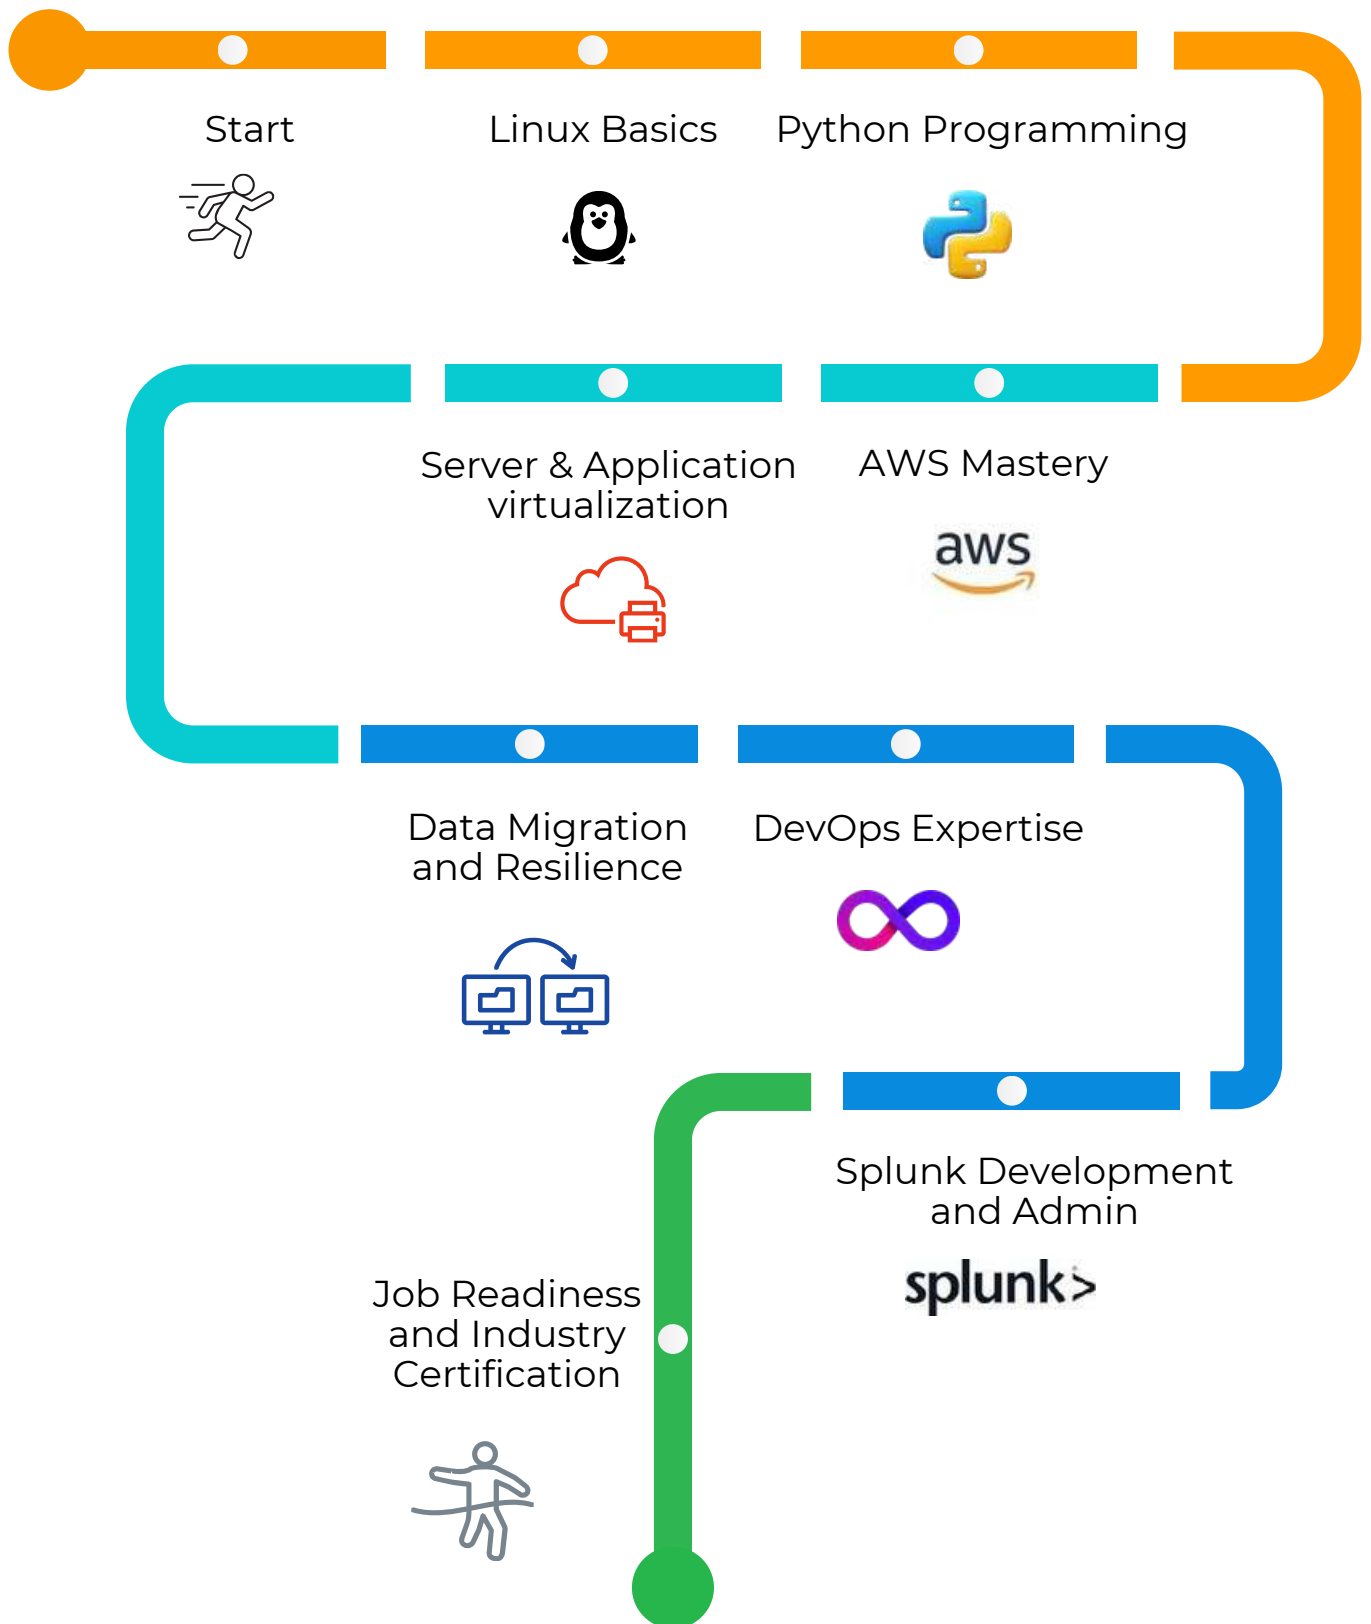 Start
Linux Basics
Python Programming
AWS Mastery
aws
Server & Application
virtualization
Data Migration
and Resilience
DevOps Expertise
Splunk Development
and Admin
splunk>
Job Readiness
and Industry
Certification